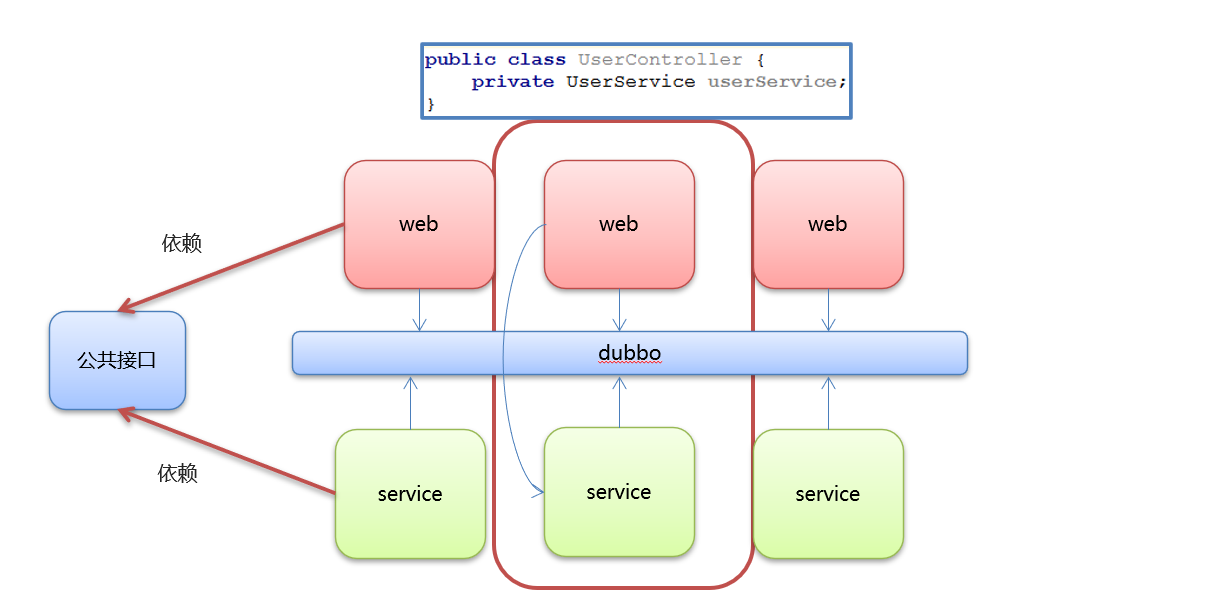 public class UserController {
    private UserService userService;
}
web
web
web
依赖
公共接口
dubbo
依赖
service
service
service